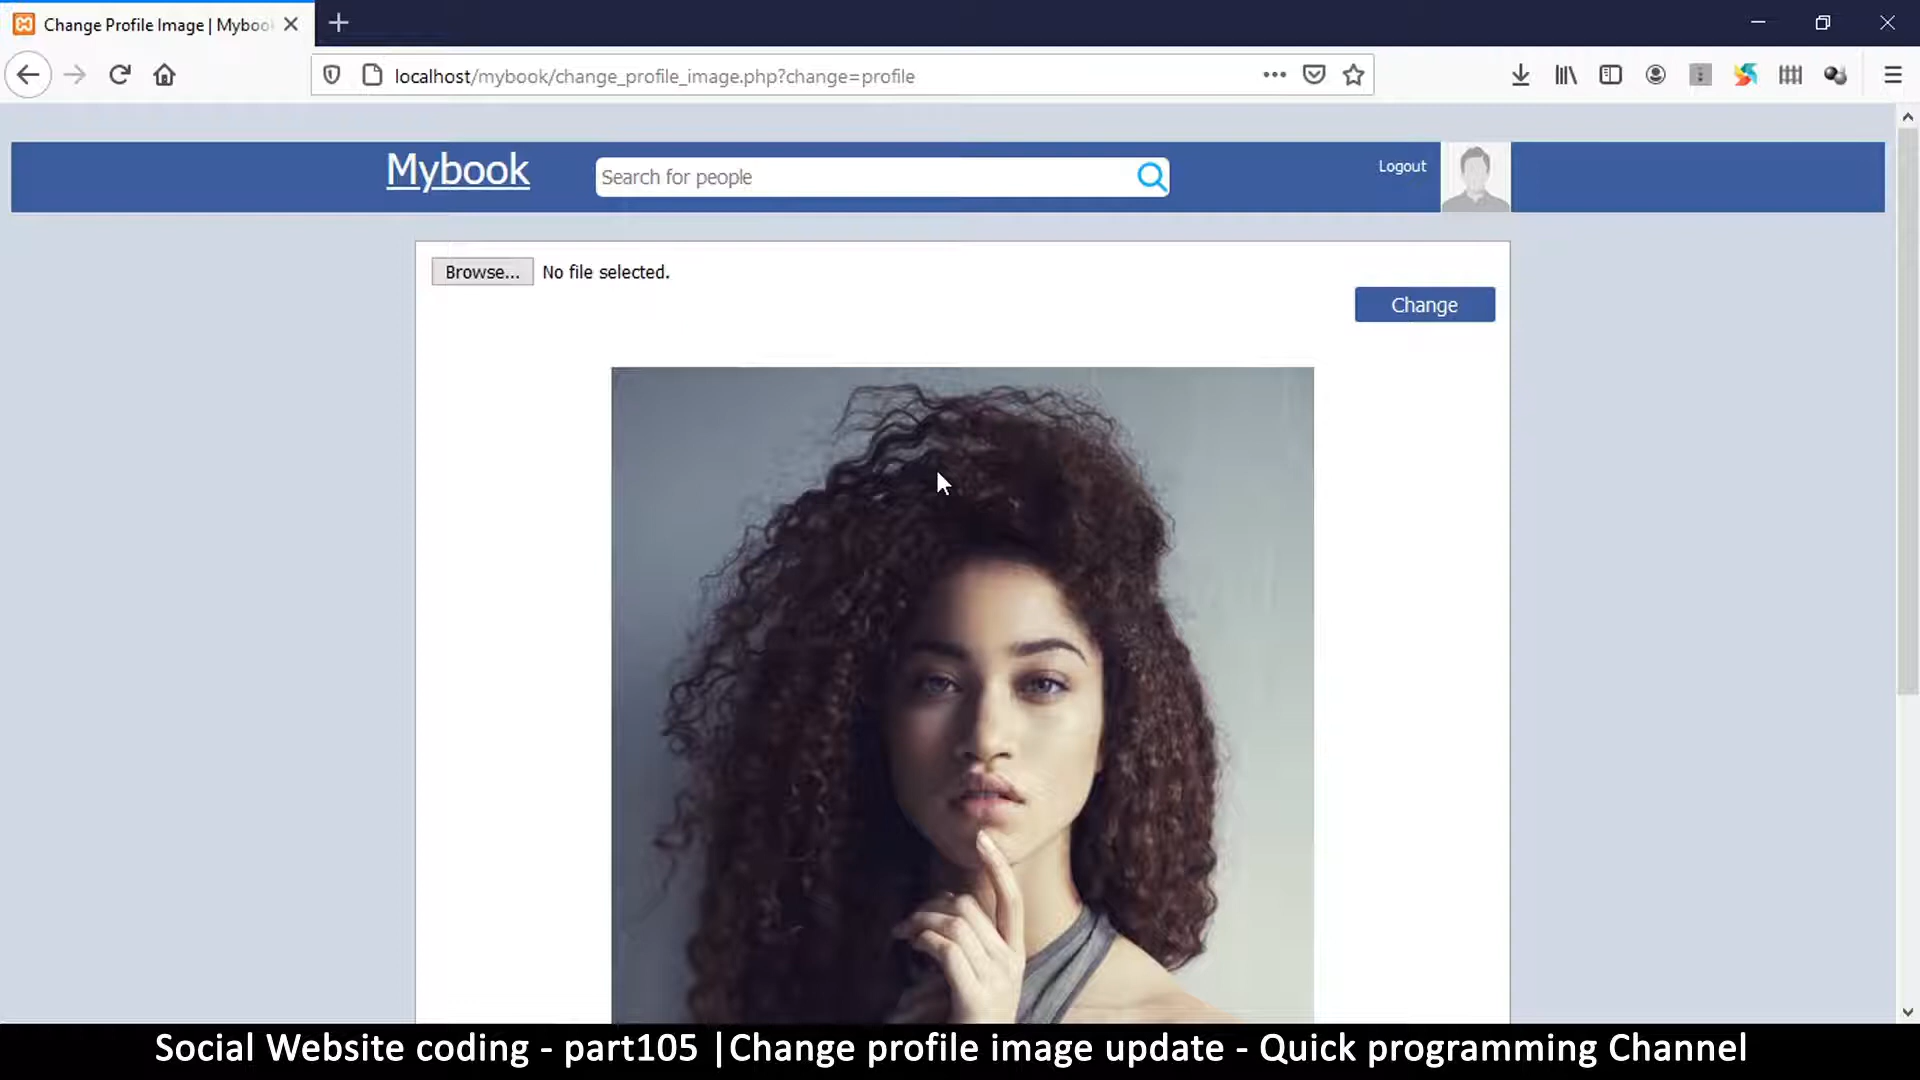 Change Profile Image | Mybook
localhost/mybook/change_profile_image.php?change=profile
Mybook
Search for people
Logout
Browse... No file selected.
Change
Social Website coding - part105 |Change profile image update - Quick programming Channel